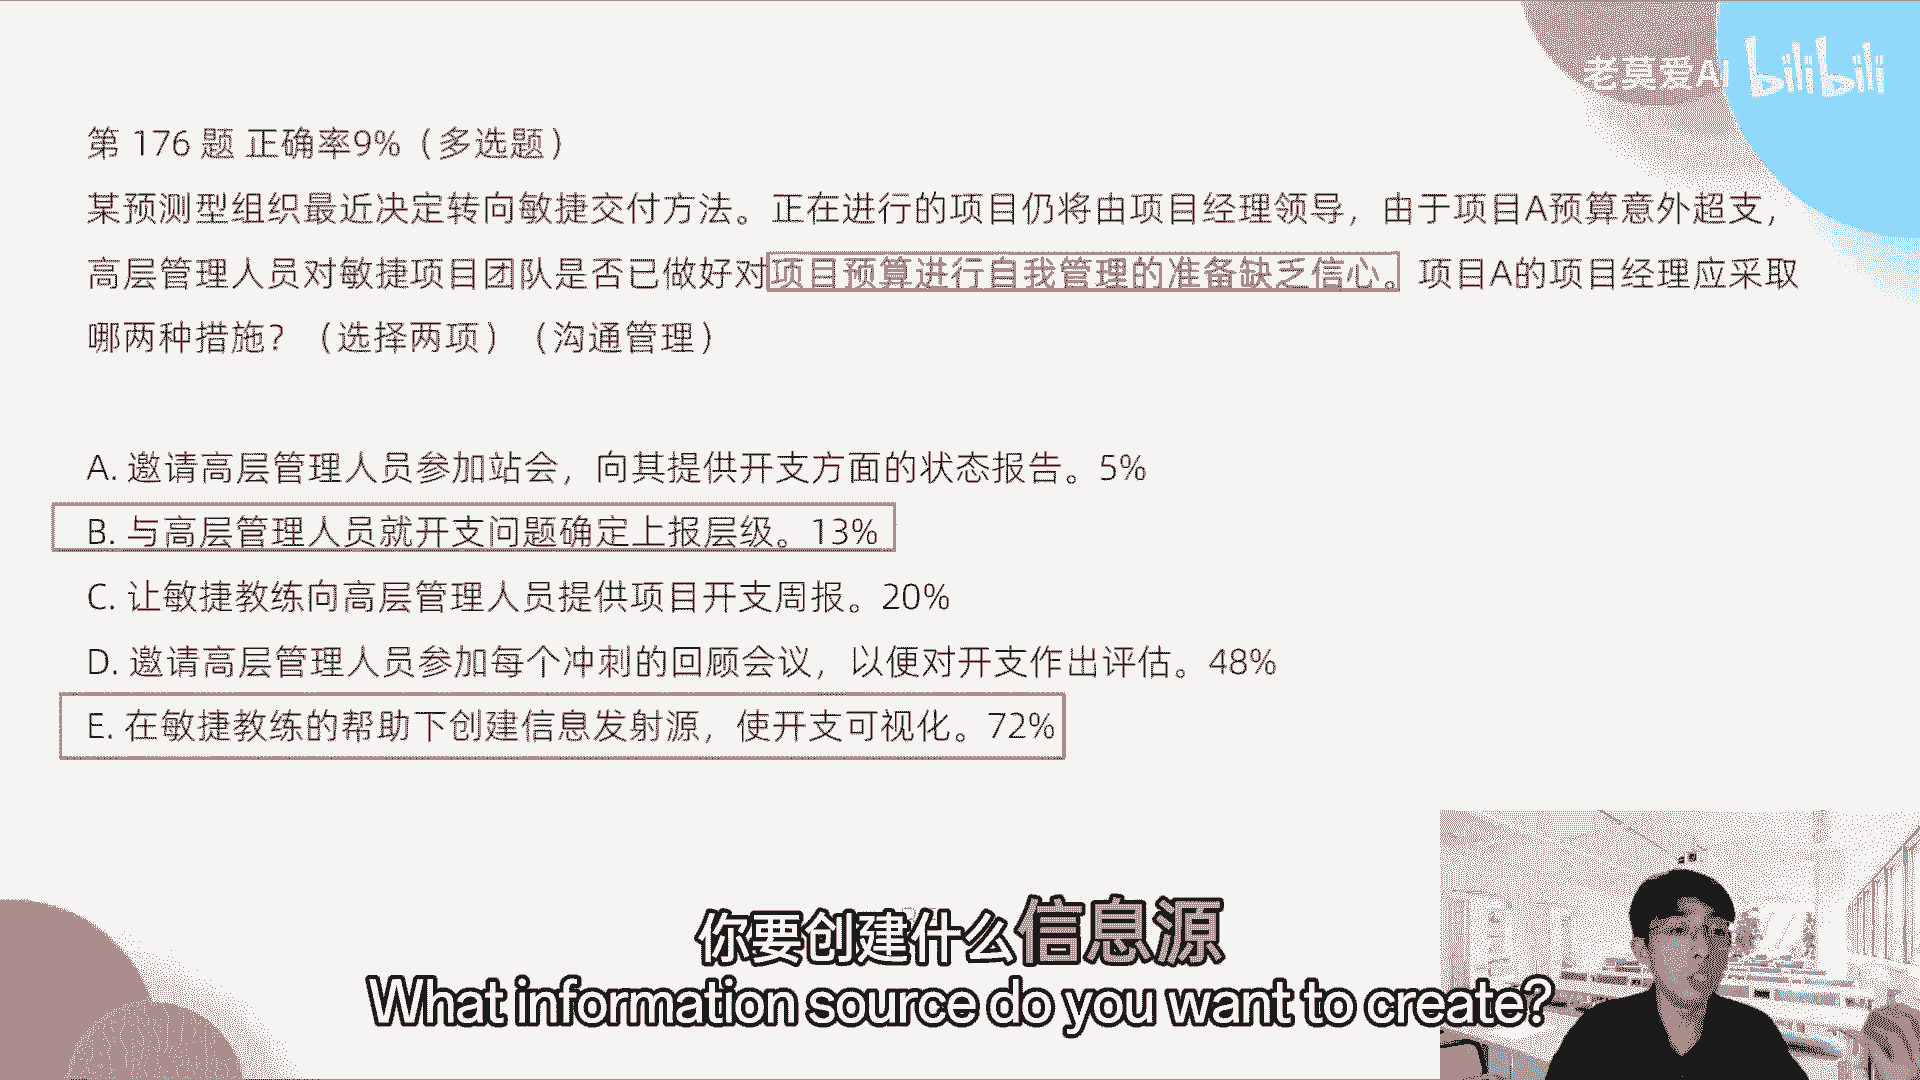 老莫爱AI bilibili
第 176 题 正确率9%（多选题）
某预测型组织最近决定转向敏捷交付方法。正在进行的项目仍将由项目经理领导，由于项目A预算意外超支，
高层管理人员对敏捷项目团队是否已做好对项目预算进行自我管理的准备缺乏信心。项目A的项目经理应采取
哪两种措施？（选择两项）（沟通管理）
A. 邀请高层管理人员参加站会，向其提供开支方面的状态报告。5%
B. 与高层管理人员就开支问题确定上报层级。13%
C. 让敏捷教练向高层管理人员提供项目开支周报。20%
D. 邀请高层管理人员参加每个冲刺的回顾会议，以便对开支作出评估。48%
E. 在敏捷教练的帮助下创建信息发射源，使开支可视化。72%
你要创建什么信息源
What information source do you want to create?